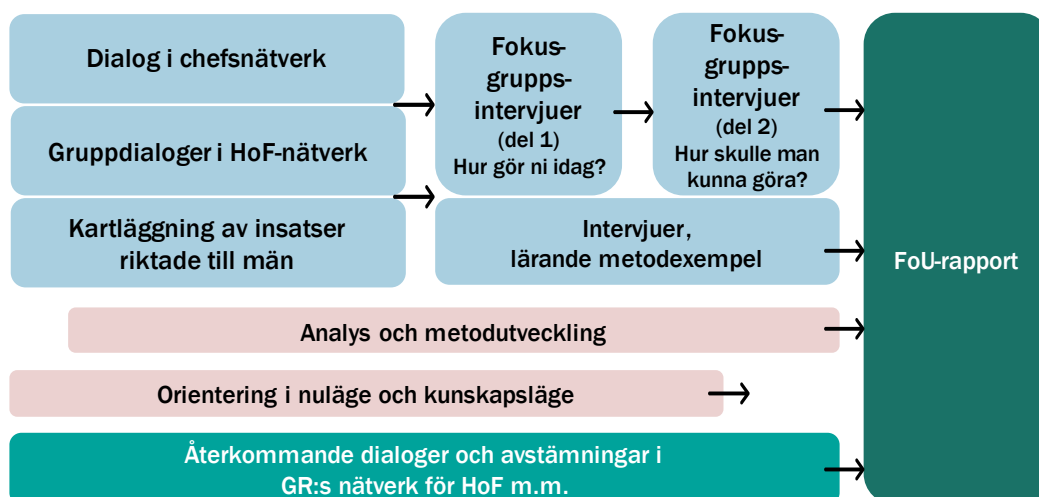 Dialog i chefsnätverk
Gruppdialoger i HoF-nätverk
Kartläggning av insatser
riktade till män
Fokus-
grupps-
intervjuer
(del 1)
Hur gör ni idag?
Fokus-
grupps-
intervjuer
(del 2)
Hur skulle man
kunna göra?
Intervjuer,
lärande metodexempel
FoU-rapport
Analys och metodutveckling
Orientering i nuläge och kunskapsläge
Återkommande dialoger och avstämningar i
GR:s nätverk för HoF m.m.